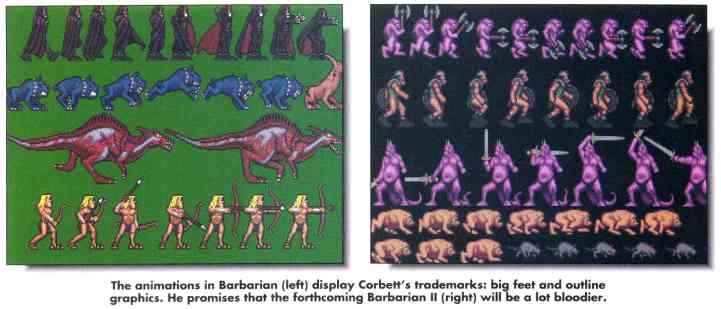 The animations in Barbarian (left) display Corbett's trademarks: big feet and outline
graphics. He promises that the forthcoming Barbarian II (right) will be a lot bloodier.